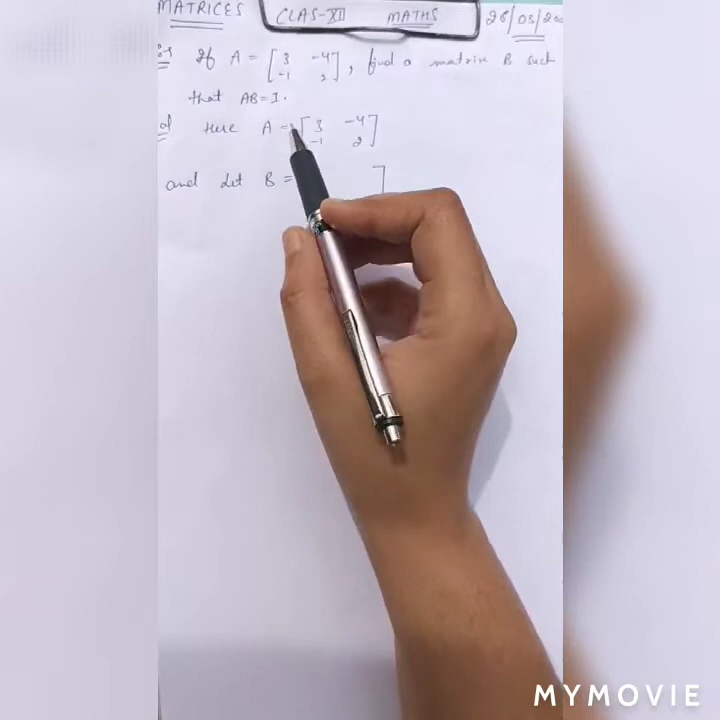 MATRICES CLAS-XII MATHS 26/03/
If A = [3 -4], find a matrix B such
-1 2
that AB=I.
Here A = [3 -4]
-1 2
and let B = ]
MYMOVIE